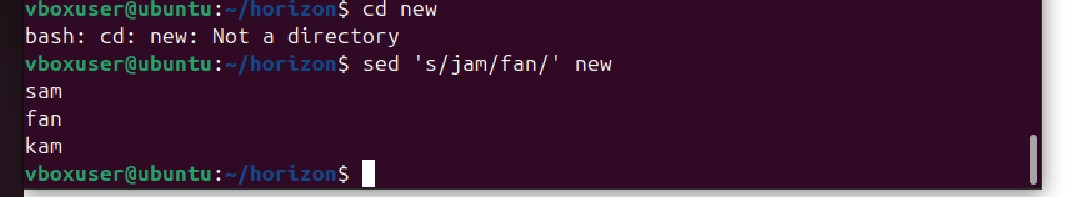 vboxuser@ubuntu:~/horizon$ cd new
bash: cd: new: Not a directory
vboxuser@ubuntu:~/horizon$ sed 's/jam/fan/' new
sam
fan
kam
vboxuser@ubuntu:~/horizon$